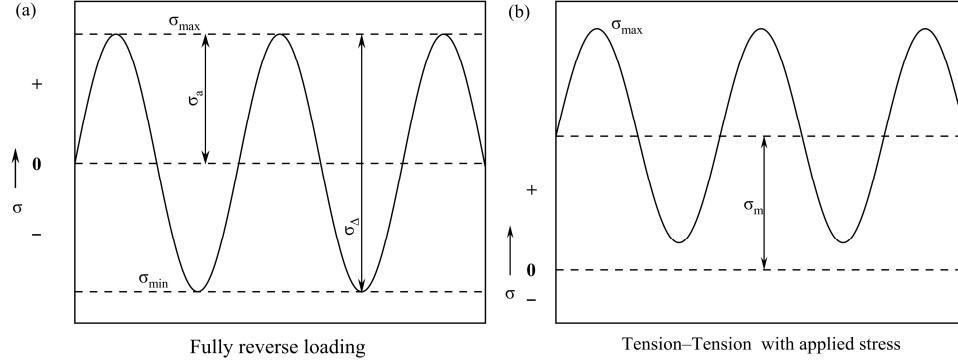 (a)
σmax
σa
+
0
σ
−
σΔ
σmin
Fully reverse loading
(b)
σmax
+
σm
0
σ
−
Tension–Tension with applied stress